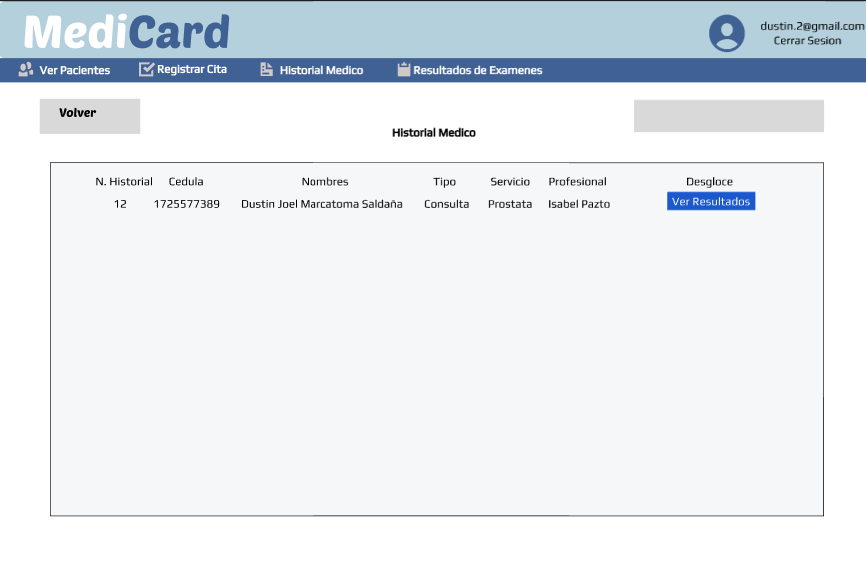 MediCard
dustin.2@gmail.com
Cerrar Sesion
Ver Pacientes Registrar Cita Historial Medico Resultados de Examenes
Volver
Historial Medico
N. Historial Cedula Nombres Tipo Servicio Profesional Desgloce
12 1725577389 Dustin Joel Marcatoma Saldaña Consulta Prostata Isabel Pazto Ver Resultados